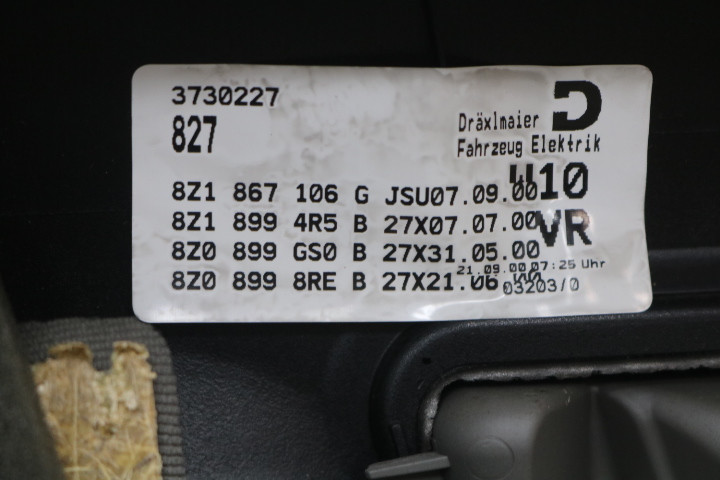 3730227
827
D
Dräxlmaier
Fahrzeug Elektrik
10
8Z1 867 106 G JSU07.09.00
8Z1 899 4R5 B 27X07.07.00
VR
8Z0 899 GS0 B 27X31.05.00
21.09.00 07:25 Uhr
8Z0 899 8RE B 27X21.06
03203/0